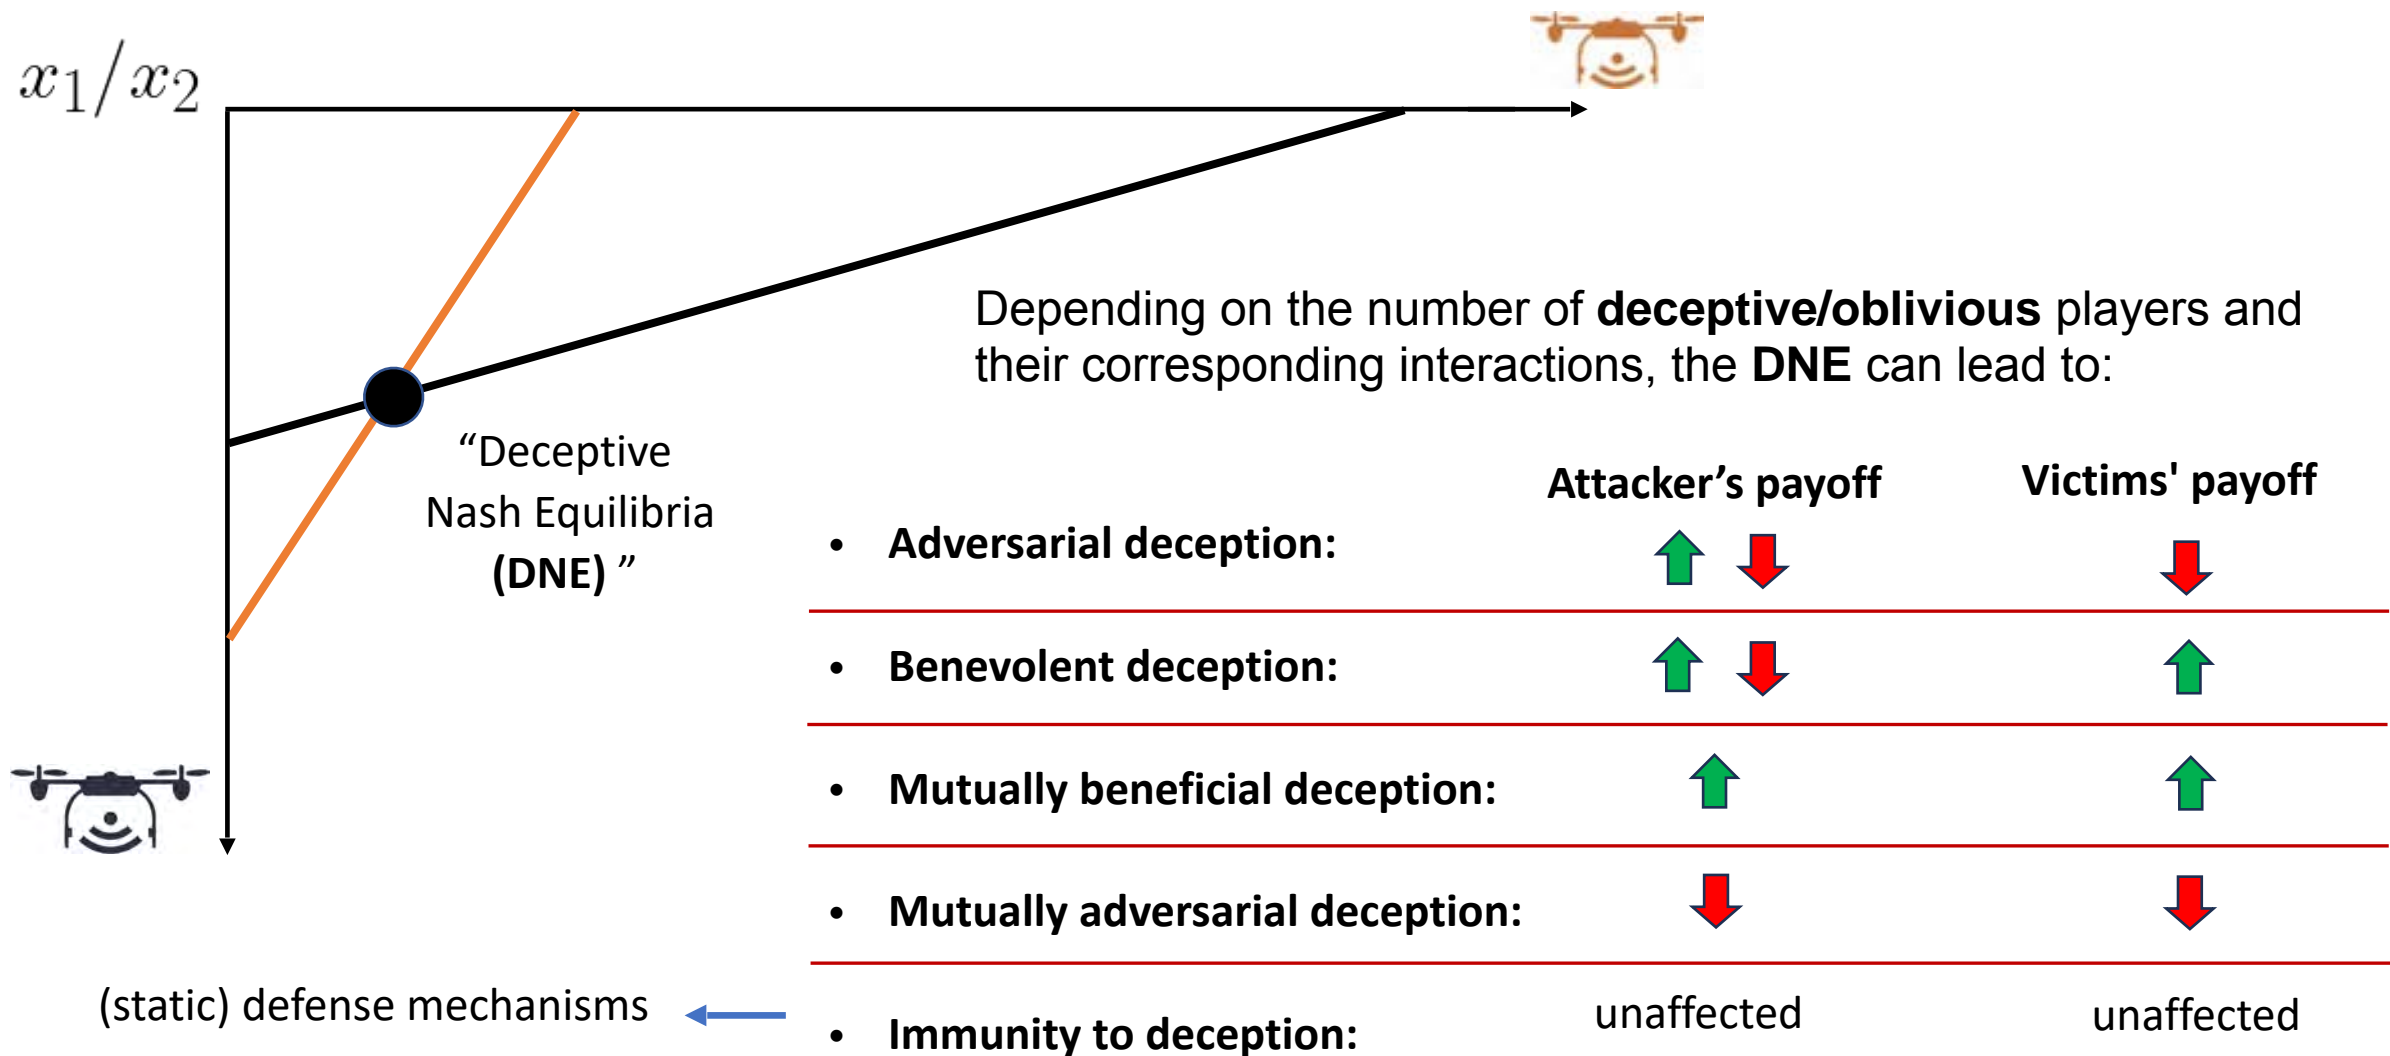 x1/x2
Depending on the number of deceptive/oblivious players and
their corresponding interactions, the DNE can lead to:
“Deceptive
Nash Equilibria
(DNE) ”
Attacker’s payoff Victims' payoff
• Adversarial deception:
• Benevolent deception:
• Mutually beneficial deception:
• Mutually adversarial deception:
(static) defense mechanisms
• Immunity to deception: unaffected unaffected